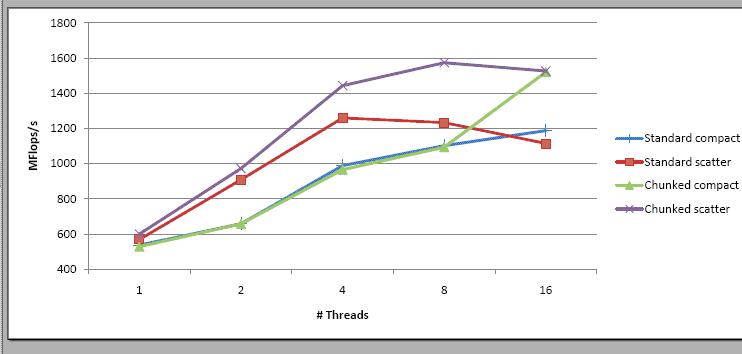 1800
1600
1400
1200
1000
800
600
400
MFlops/s
1 2 4 8 16
# Threads
Standard compact
Standard scatter
Chunked compact
Chunked scatter